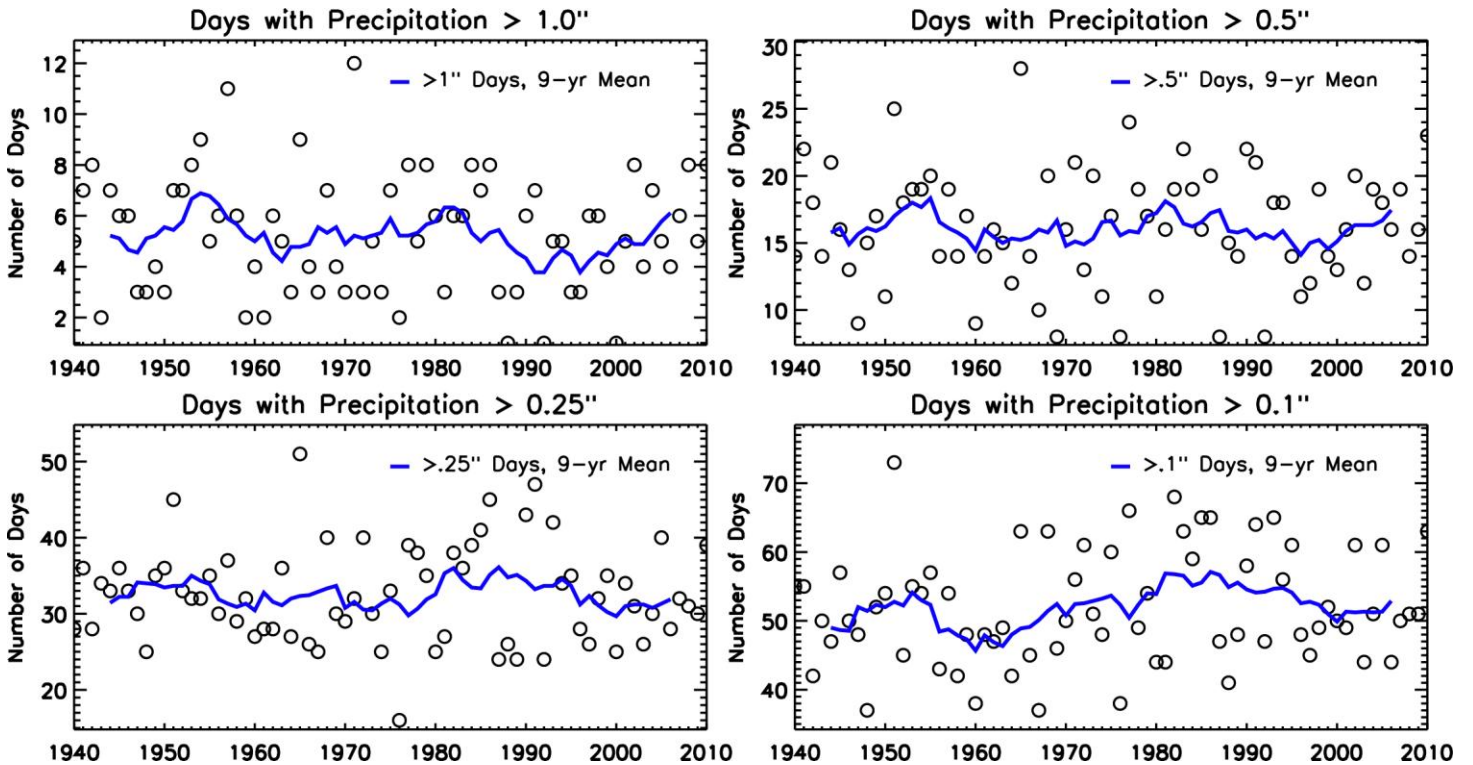 Days with Precipitation > 1.0"
Number of Days
12
10
8
6
4
2
>1" Days, 9-yr Mean
1940 1950 1960 1970 1980 1990 2000 2010
Days with Precipitation > 0.5"
Number of Days
30
25
20
15
10
>.5" Days, 9-yr Mean
1940 1950 1960 1970 1980 1990 2000 2010
Days with Precipitation > 0.25"
Number of Days
50
40
30
20
>.25" Days, 9-yr Mean
1940 1950 1960 1970 1980 1990 2000 2010
Days with Precipitation > 0.1"
Number of Days
70
60
50
40
>.1" Days, 9-yr Mean
1940 1950 1960 1970 1980 1990 2000 2010